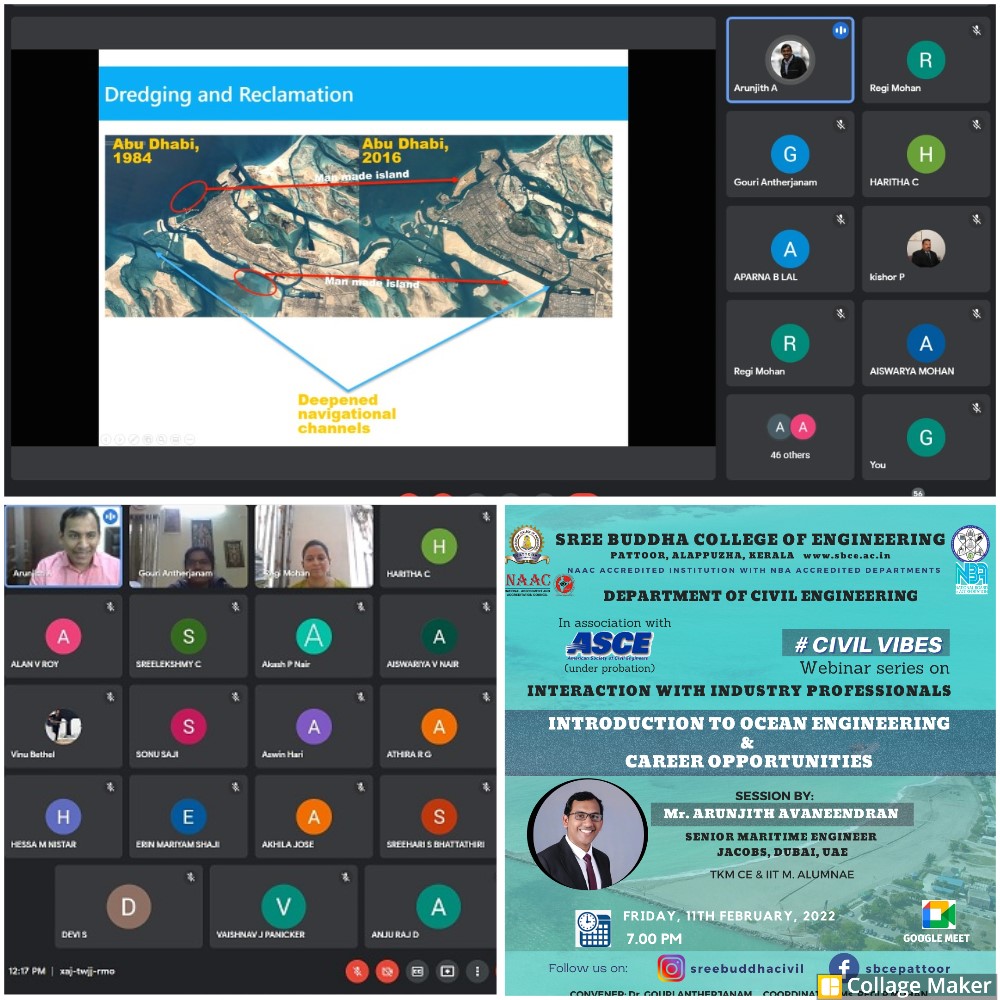 Dredging and Reclamation
Abu Dhabi,
1984
Abu Dhabi,
2016
Man made island
Man made island
Deepened
navigational
channels
Arunjith A
R
Regi Mohan
G
Gouri Antherjanam
H
HARITHA C
A
APARNA B LAL
kishor P
R
Regi Mohan
A
AISWARYA MOHAN
A A
46 others
G
You
56
Arunjith A
Gouri Antherjanam
Regi Mohan
H
HARITHA C
A
ALAN V ROY
S
SREELEKSHMY C
A
Akash P Nair
A
AISWARIYA V NAIR
Vinu Bethel
S
SONU SAJI
A
Aswin Hari
A
ATHIRA R G
H
HESSA M NISTAR
E
ERIN MARIYAM SHAJI
A
AKHILA JOSE
S
SREEHARI S BHATTATHIRI
D
DEVI S
V
VAISHNAV J PANICKER
A
ANJU RAJ D
12:17 PM | xaj-twjj-rmo
SREE BUDDHA COLLEGE OF ENGINEERING
PATTOOR, ALAPPUZHA, KERALA www.sbce.ac.in
NAAC ACCREDITED INSTITUTION WITH NBA ACCREDITED DEPARTMENTS
NAAC
NBA
DEPARTMENT OF CIVIL ENGINEERING
In association with
ASCE
American Society of Civil Engineers
(under probation)
# CIVIL VIBES
Webinar series on
INTERACTION WITH INDUSTRY PROFESSIONALS
INTRODUCTION TO OCEAN ENGINEERING
&
CAREER OPPORTUNITIES
SESSION BY:
Mr. ARUNJITH AVANEENDRAN
SENIOR MARITIME ENGINEER
JACOBS, DUBAI, UAE
TKM CE & IIT M. ALUMNAE
FRIDAY, 11TH FEBRUARY, 2022
7.00 PM
GOOGLE MEET
Follow us on: sreebuddhacivil sbcepattoor
CONVENER: Dr. GOURI ANTHERJANAM
Collage Maker